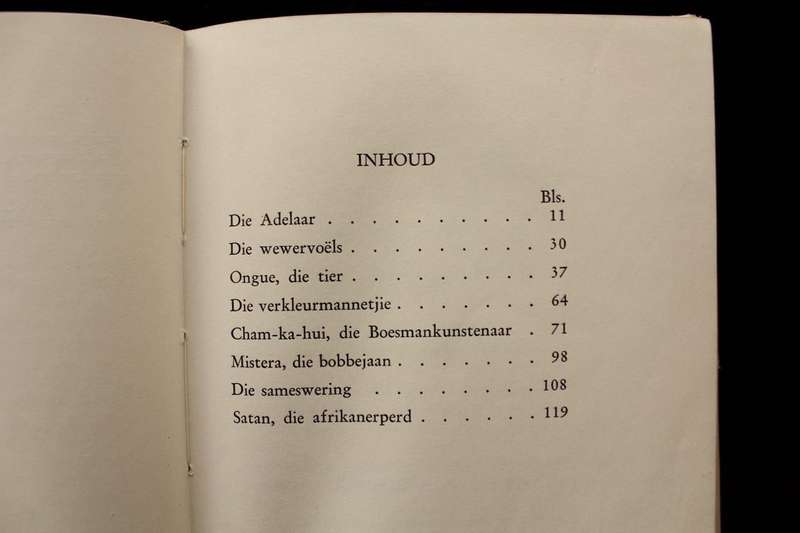 INHOUD
Bls.
Die Adelaar . . . . . . . . . . 11
Die wewervoëls . . . . . . . . . 30
Ongue, die tier . . . . . . . . . 37
Die verkleurmannetjie . . . . . . . 64
Cham-ka-hui, die Boesmankunstenaar . 71
Mistera, die bobbejaan . . . . . . . 98
Die sameswering . . . . . . . . 108
Satan, die afrikanerperd . . . . . . 119